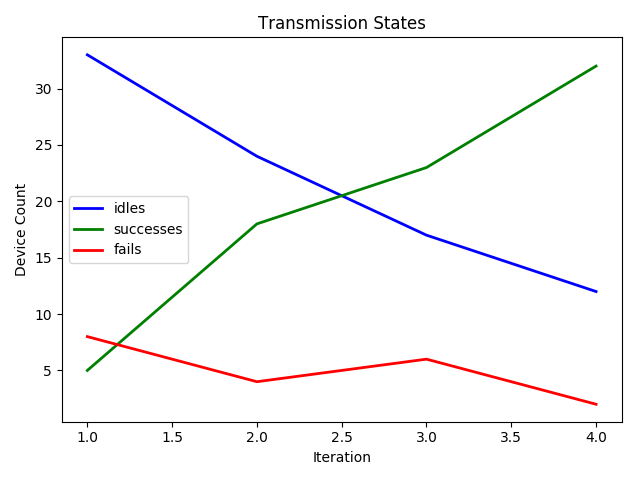 Transmission States
Device Count
30
25
20
15
10
5
idles
successes
fails
1.0 1.5 2.0 2.5 3.0 3.5 4.0
Iteration